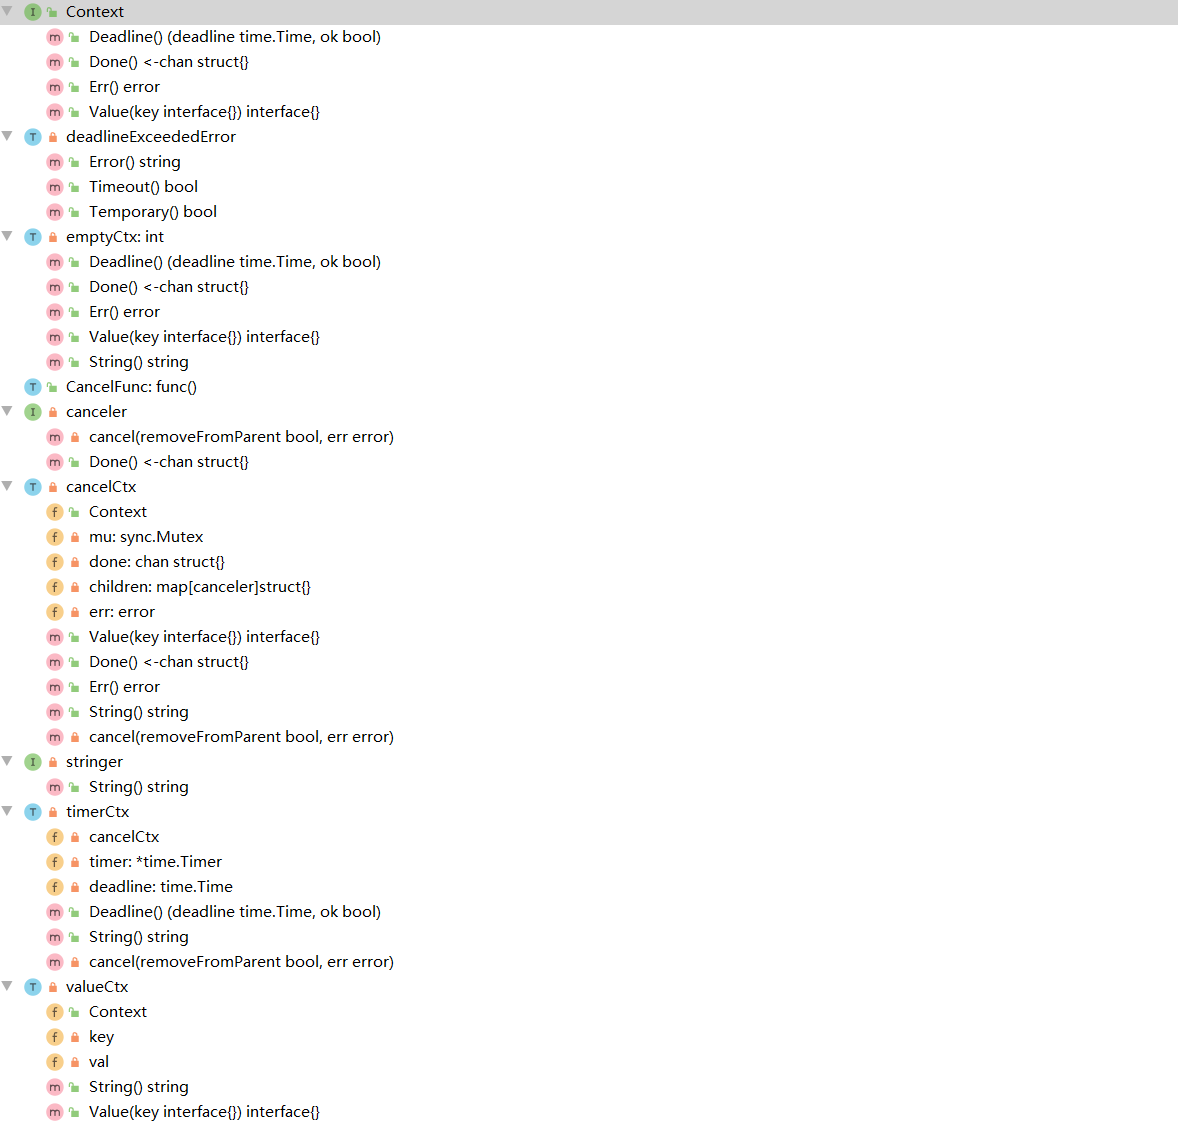 Context
Deadline() (deadline time.Time, ok bool)
Done() <-chan struct{}
Err() error
Value(key interface{}) interface{}
deadlineExceededError
Error() string
Timeout() bool
Temporary() bool
emptyCtx: int
Deadline() (deadline time.Time, ok bool)
Done() <-chan struct{}
Err() error
Value(key interface{}) interface{}
String() string
CancelFunc: func()
canceler
cancel(removeFromParent bool, err error)
Done() <-chan struct{}
cancelCtx
Context
mu: sync.Mutex
done: chan struct{}
children: map[canceler]struct{}
err: error
Value(key interface{}) interface{}
Done() <-chan struct{}
Err() error
String() string
cancel(removeFromParent bool, err error)
stringer
String() string
timerCtx
cancelCtx
timer: *time.Timer
deadline: time.Time
Deadline() (deadline time.Time, ok bool)
String() string
cancel(removeFromParent bool, err error)
valueCtx
Context
key
val
String() string
Value(key interface{}) interface{}